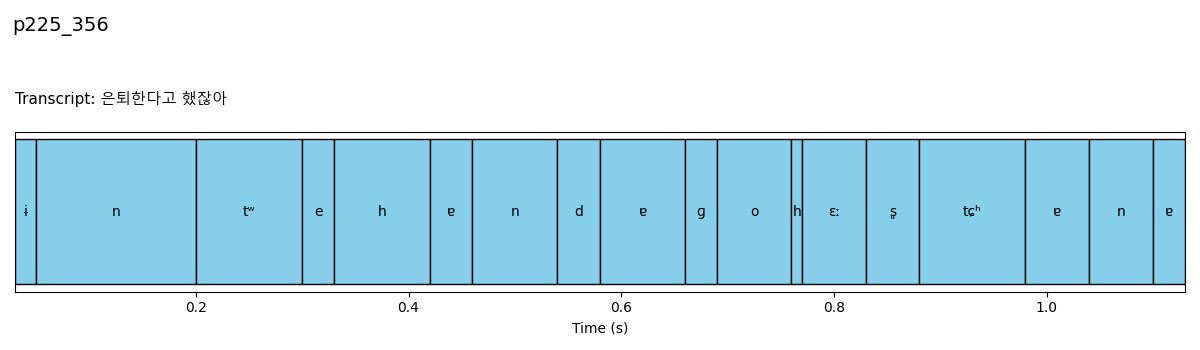 p225_356
Transcript: 은퇴한다고 했잖아
ɨ n tʷ e h ɐ n d ɐ ɡ o h ɛː s͈ tɕʰ ɐ n ɐ
0.2 0.4 0.6 0.8 1.0
Time (s)